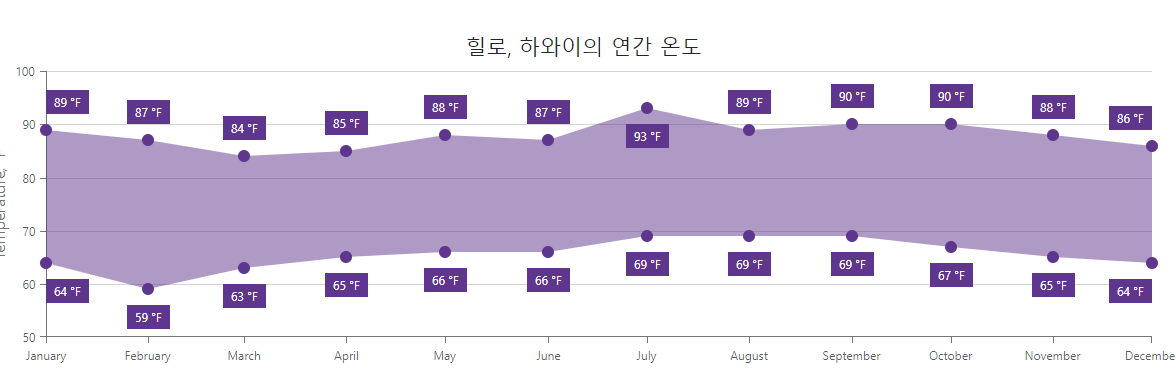 힐로, 하와이의 연간 온도
100
90
80
70
60
50
89 °F
87 °F
84 °F
85 °F
88 °F
87 °F
93 °F
89 °F
90 °F
90 °F
88 °F
86 °F
64 °F
59 °F
63 °F
65 °F
66 °F
66 °F
69 °F
69 °F
69 °F
67 °F
65 °F
64 °F
January
February
March
April
May
June
July
August
September
October
November
Decembe